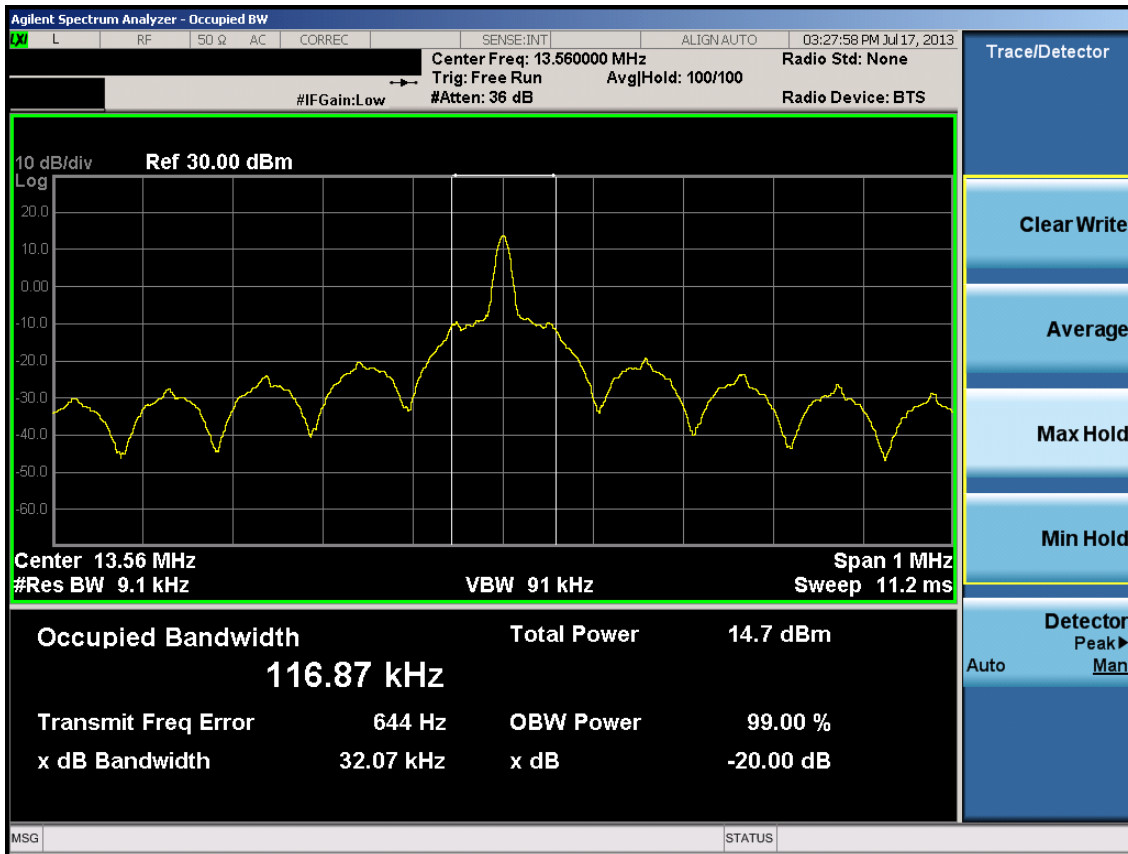 Agilent Spectrum Analyzer - Occupied BW
LXI L RF 50 Ω AC CORREC SENSE:INT ALIGN AUTO 03:27:58 PM Jul 17, 2013
Center Freq: 13.560000 MHz Radio Std: None
Trig: Free Run Avg|Hold: 100/100
#IFGain:Low #Atten: 36 dB Radio Device: BTS
10 dB/div Ref 30.00 dBm
Log
20.0
10.0
0.00
-10.0
-20.0
-30.0
-40.0
-50.0
-60.0
Center 13.56 MHz Span 1 MHz
#Res BW 9.1 kHz VBW 91 kHz Sweep 11.2 ms
Occupied Bandwidth Total Power 14.7 dBm
116.87 kHz
Transmit Freq Error 644 Hz OBW Power 99.00 %
x dB Bandwidth 32.07 kHz x dB -20.00 dB
MSG STATUS
Trace/Detector
Clear Write
Average
Max Hold
Min Hold
Detector
Peak▶
Auto Man